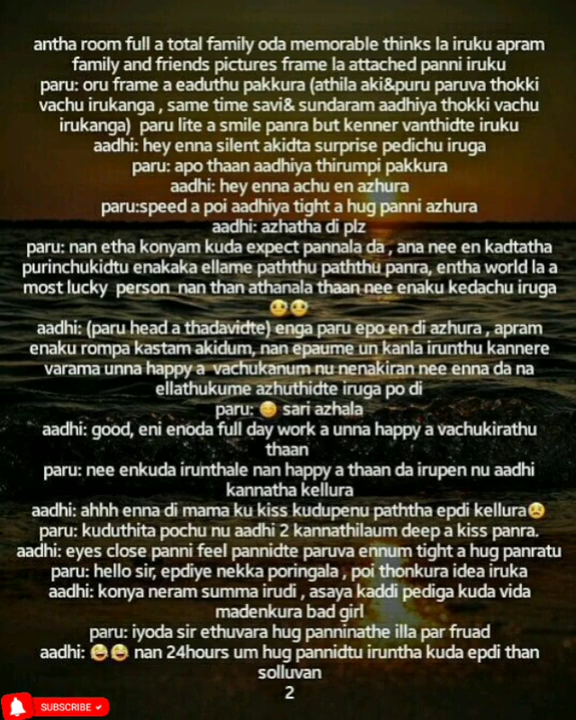 antha room full a total family oda memorable thinks la iruku apram
family and friends pictures frame la attached panni iruku
paru: oru frame a eaduthu pakkura (athila aki&puru paruva thokki
vachu irukanga , same time savi& sundaram aadhiya thokki vachu
irukanga) paru lite a smile panra but kenner vanthidte iruku
aadhi: hey enna silent akidta surprise pedichu iruga
paru: apo thaan aadhiya thirumpi pakkura
aadhi: hey enna achu en azhura
paru:speed a poi aadhiya tight a hug panni azhura
aadhi: azhatha di plz
paru: nan etha konyam kuda expect pannala da , ana nee en kadtatha
purinchukidtu enakaka ellame paththu paththu panra, entha world la a
most lucky person nan than athanala thaan nee enaku kedachu iruga
🥲🥲
aadhi: (paru head a thadavidte) enga paru epo en di azhura , apram
enaku rompa kastam akidum, nan epaume un kanla irunthu kannere
varama unna happy a vachukanum nu nenakiran nee enna da na
ellathukume azhuthidte iruga po di
paru: 😊 sari azhala
aadhi: good, eni enoda full day work a unna happy a vachukirathu
thaan
paru: nee enkuda irunthale nan happy a thaan da irupen nu aadhi
kannatha kellura
aadhi: ahhh enna di mama ku kiss kudupenu paththa epdi kellura😣
paru: kuduthita pochu nu aadhi 2 kannathilaum deep a kiss panra.
aadhi: eyes close panni feel pannidte paruva ennum tight a hug panratu
paru: hello sir, epdiye nekka poringala , poi thonkura idea iruka
aadhi: konya neram summa irudi , asaya kaddi pediga kuda vida
madenkura bad girl
paru: iyoda sir ethuvara hug panninathe illa par fruad
aadhi: 😂😂 nan 24hours um hug pannidtu iruntha kuda epdi than
solluvan
2
SUBSCRIBE